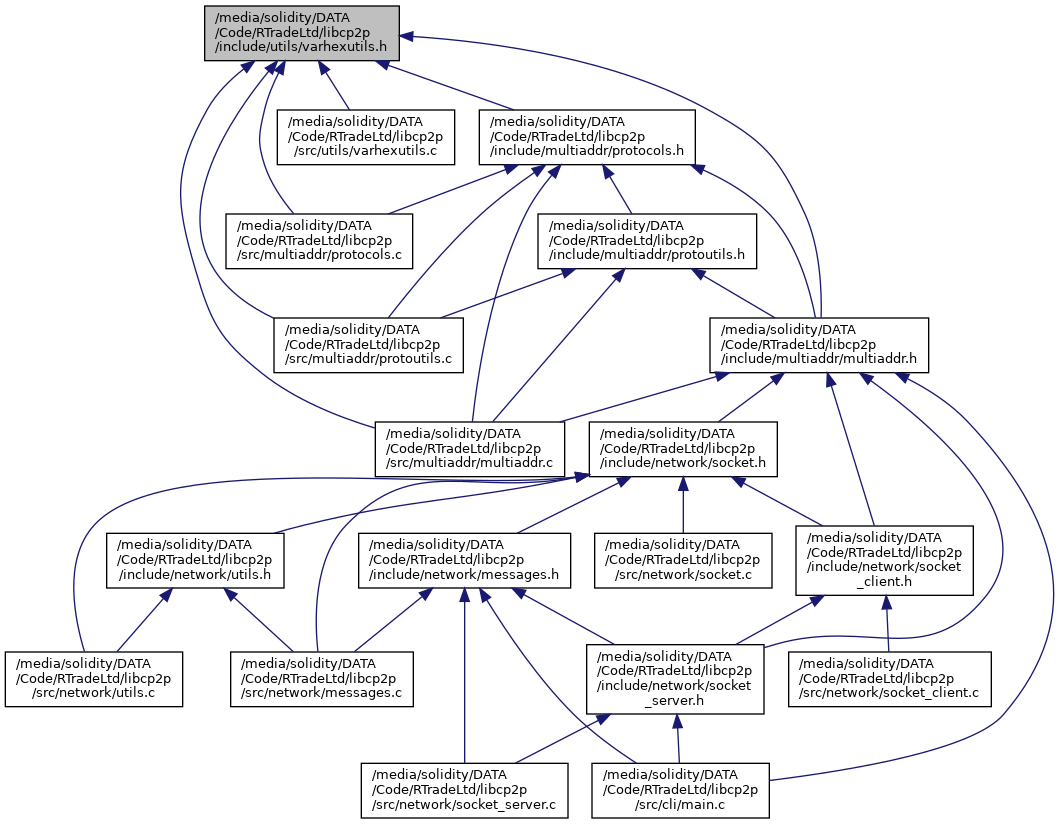 /media/solidity/DATA
/Code/RTradeLtd/libcp2p
/include/utils/varhexutils.h
/media/solidity/DATA
/Code/RTradeLtd/libcp2p
/src/utils/varhexutils.c
/media/solidity/DATA
/Code/RTradeLtd/libcp2p
/include/multiaddr/protocols.h
/media/solidity/DATA
/Code/RTradeLtd/libcp2p
/src/multiaddr/protocols.c
/media/solidity/DATA
/Code/RTradeLtd/libcp2p
/include/multiaddr/protoutils.h
/media/solidity/DATA
/Code/RTradeLtd/libcp2p
/src/multiaddr/protoutils.c
/media/solidity/DATA
/Code/RTradeLtd/libcp2p
/include/multiaddr/multiaddr.h
/media/solidity/DATA
/Code/RTradeLtd/libcp2p
/src/multiaddr/multiaddr.c
/media/solidity/DATA
/Code/RTradeLtd/libcp2p
/include/network/socket.h
/media/solidity/DATA
/Code/RTradeLtd/libcp2p
/include/network/utils.h
/media/solidity/DATA
/Code/RTradeLtd/libcp2p
/include/network/messages.h
/media/solidity/DATA
/Code/RTradeLtd/libcp2p
/src/network/socket.c
/media/solidity/DATA
/Code/RTradeLtd/libcp2p
/include/network/socket
_client.h
/media/solidity/DATA
/Code/RTradeLtd/libcp2p
/src/network/utils.c
/media/solidity/DATA
/Code/RTradeLtd/libcp2p
/src/network/messages.c
/media/solidity/DATA
/Code/RTradeLtd/libcp2p
/include/network/socket
_server.h
/media/solidity/DATA
/Code/RTradeLtd/libcp2p
/src/network/socket_client.c
/media/solidity/DATA
/Code/RTradeLtd/libcp2p
/src/network/socket_server.c
/media/solidity/DATA
/Code/RTradeLtd/libcp2p
/src/cli/main.c